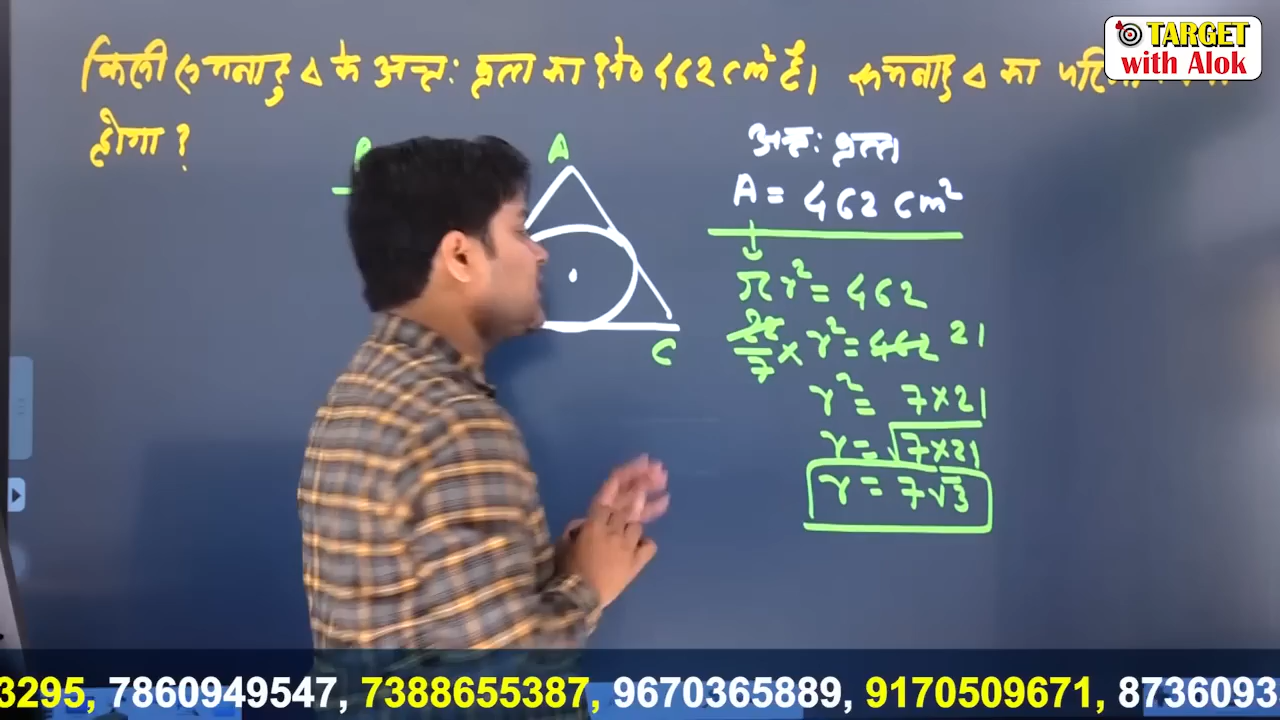 किसी समबाहु Δ के अन्तः वृत्त का क्षे० 462 cm² है। समबाहु Δ का
होगा ?
A
C
अन्तः वृत्त
A = 462 cm²
πr² = 462
22/7 × r² = 462 21
r² = 7×21
r = √7×21
r = 7√3
TARGET
with Alok
3295, 7860949547, 7388655387, 9670365889, 9170509671, 8736093